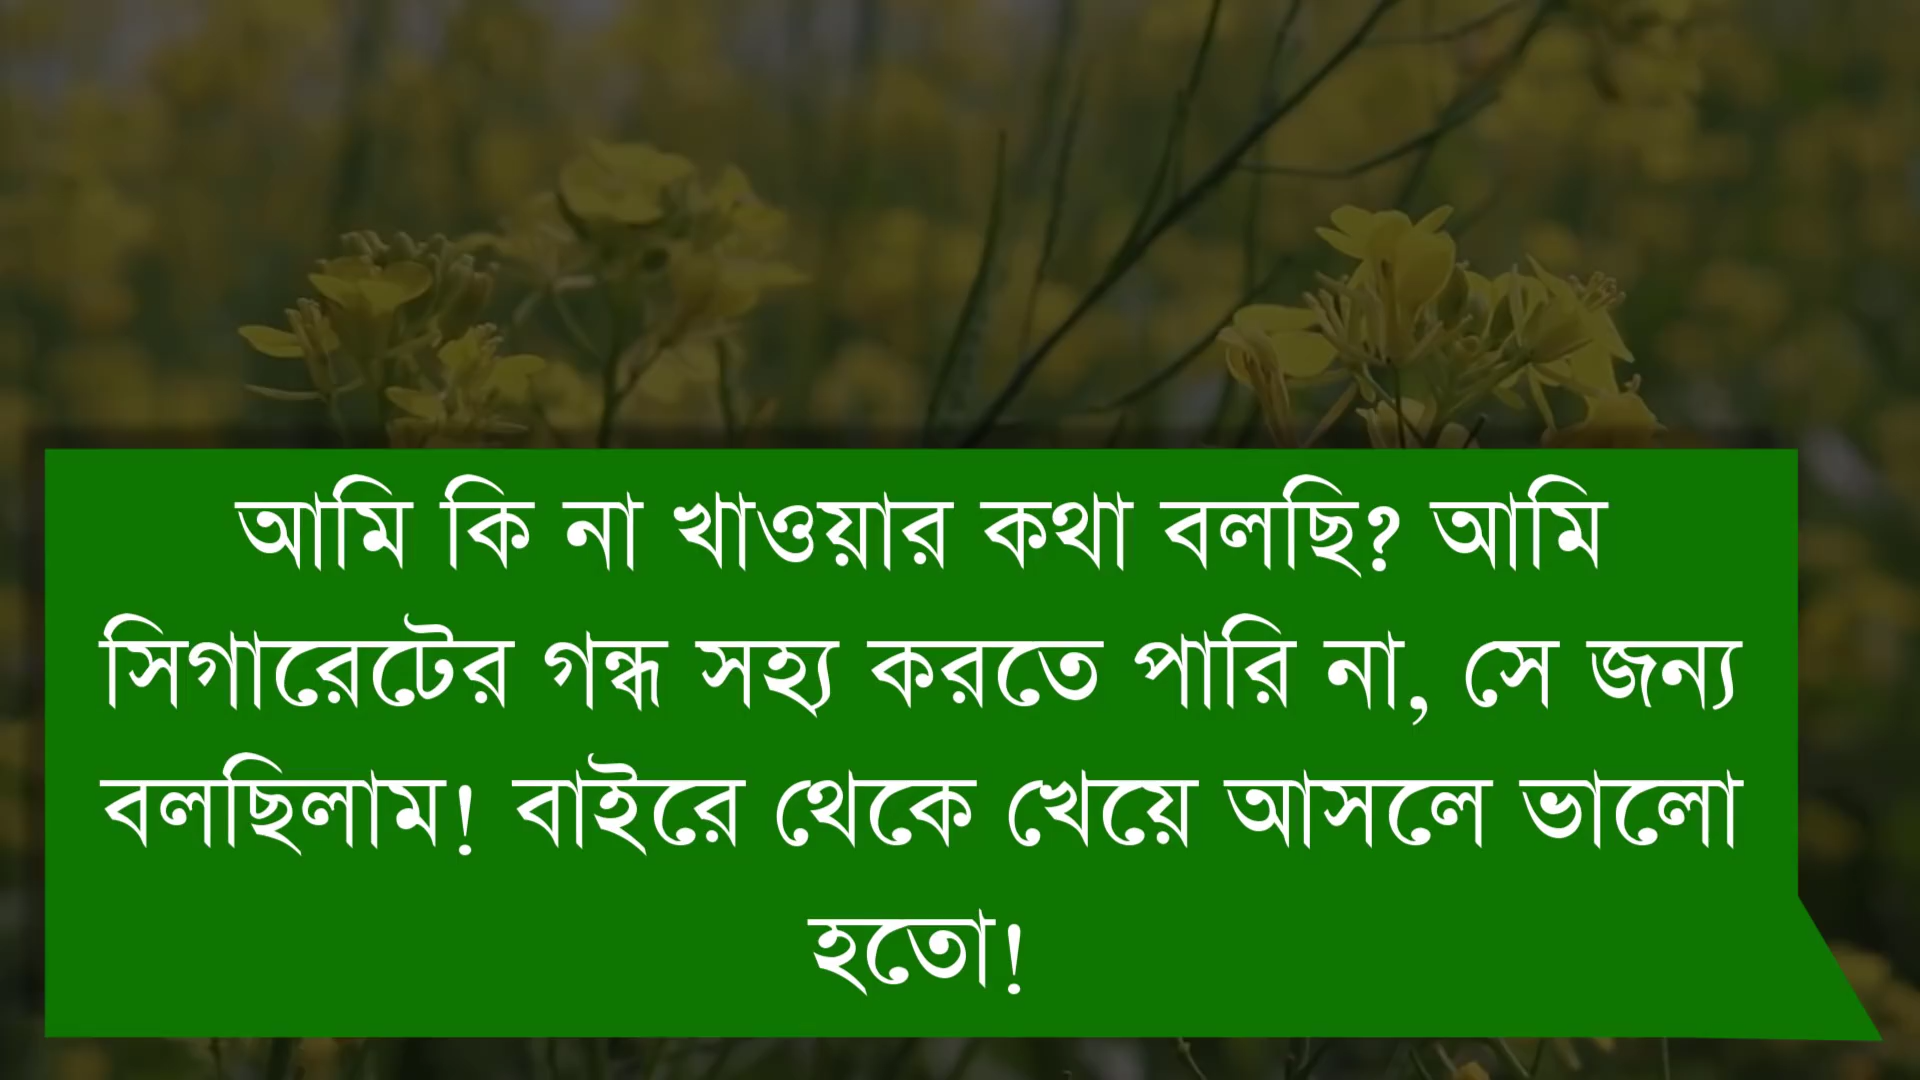 আমি কি না খাওয়ার কথা বলছি? আমি
সিগারেটের গন্ধ সহ্য করতে পারি না, সে জন্য
বলছিলাম! বাইরে থেকে খেয়ে আসলে ভালো
হতো!